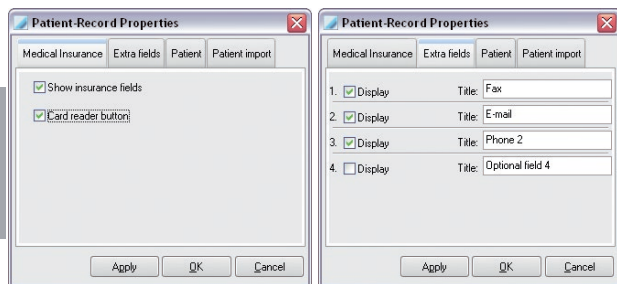 Patient-Record Properties
Medical Insurance Extra fields Patient Patient import
Show insurance fields
Card reader button
Apply OK Cancel
Patient-Record Properties
Medical Insurance Extra fields Patient Patient import
1. Display Title: Fax
2. Display Title: E-mail
3. Display Title: Phone 2
4. Display Title: Optional field 4
Apply OK Cancel